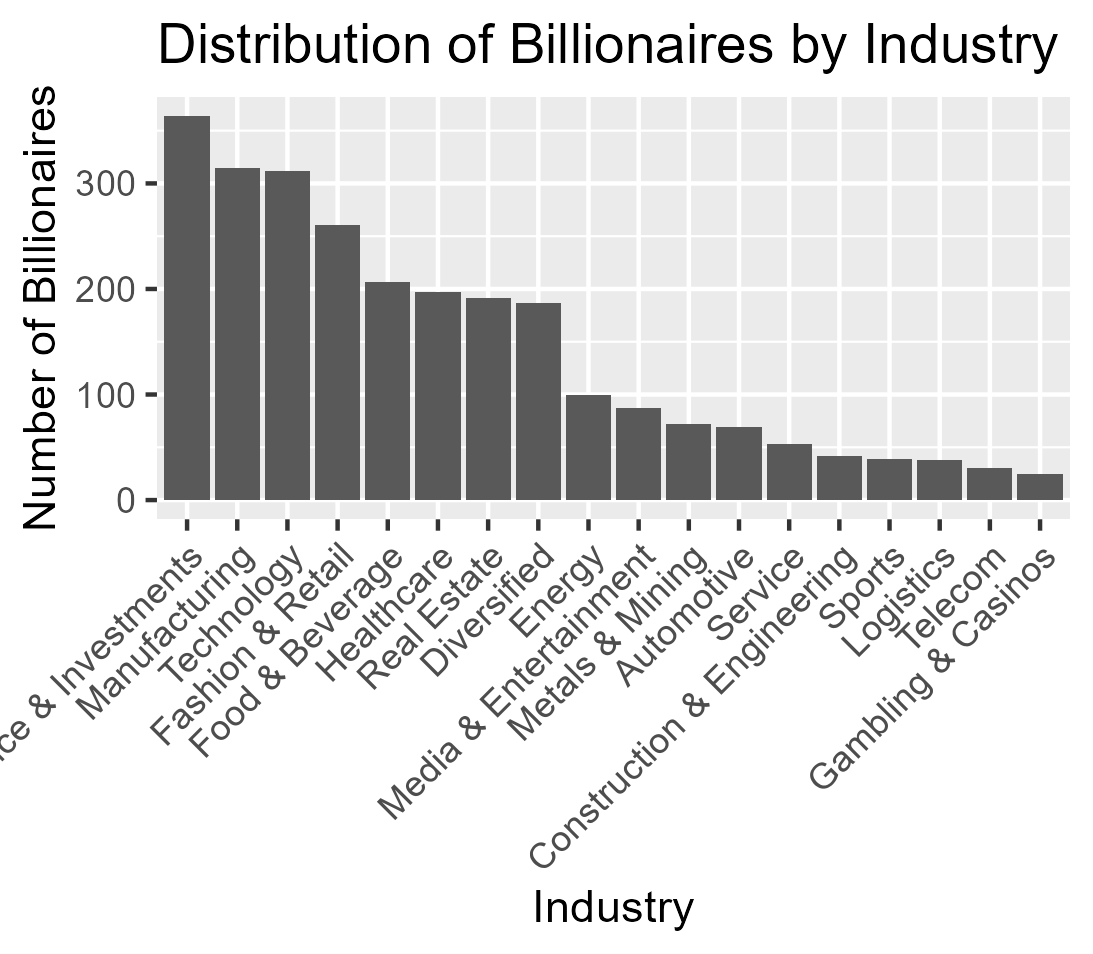 Distribution of Billionaires by Industry
Number of Billionaires
300
200
100
0
ce & Investments
Manufacturing
Technology
Fashion & Retail
Food & Beverage
Healthcare
Real Estate
Diversified
Energy
Media & Entertainment
Metals & Mining
Automotive
Service
Construction & Engineering
Sports
Logistics
Telecom
Gambling & Casinos
Industry